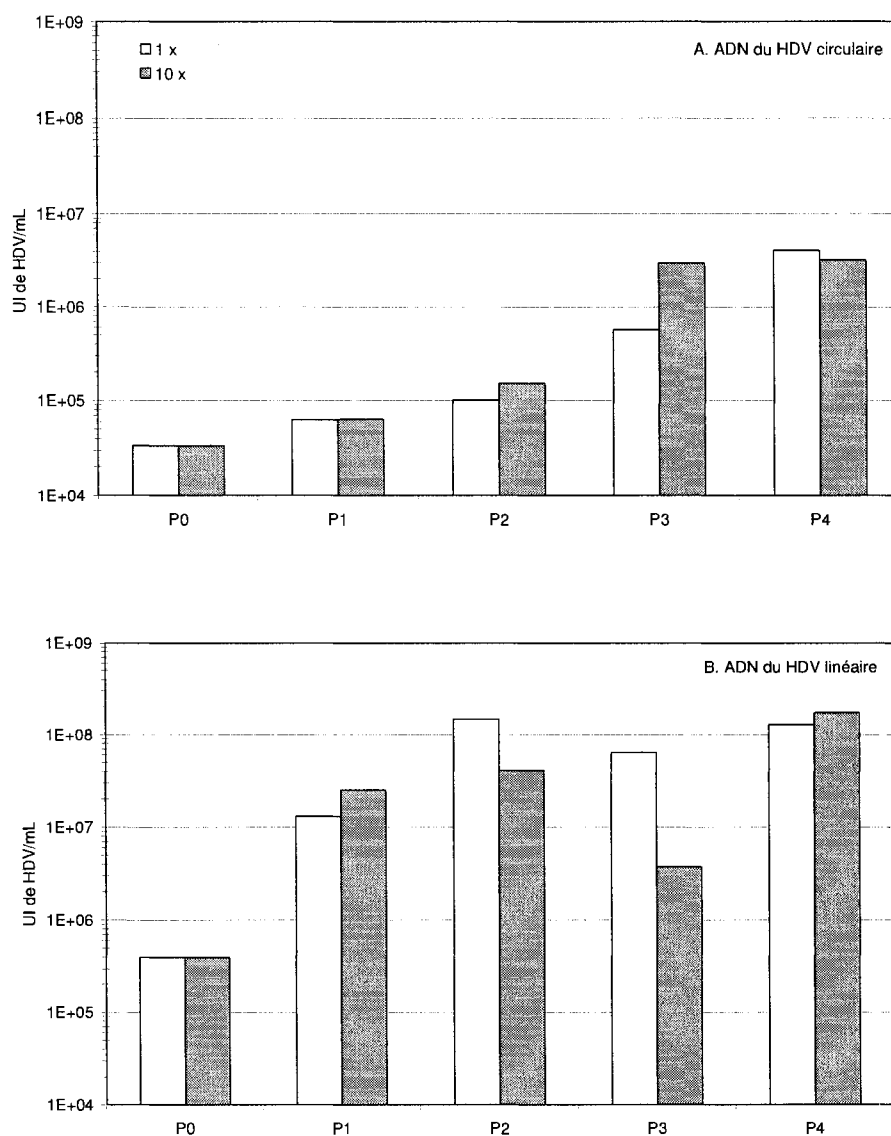 1E+09
1 x
A. ADN du HDV circulaire
10 x
1E+08
1E+07
UI de HDV/mL
1E+06
1E+05
1E+04
P0 P1 P2 P3 P4
1E+09
B. ADN du HDV linéaire
1E+08
1E+07
UI de HDV/mL
1E+06
1E+05
1E+04
P0 P1 P2 P3 P4